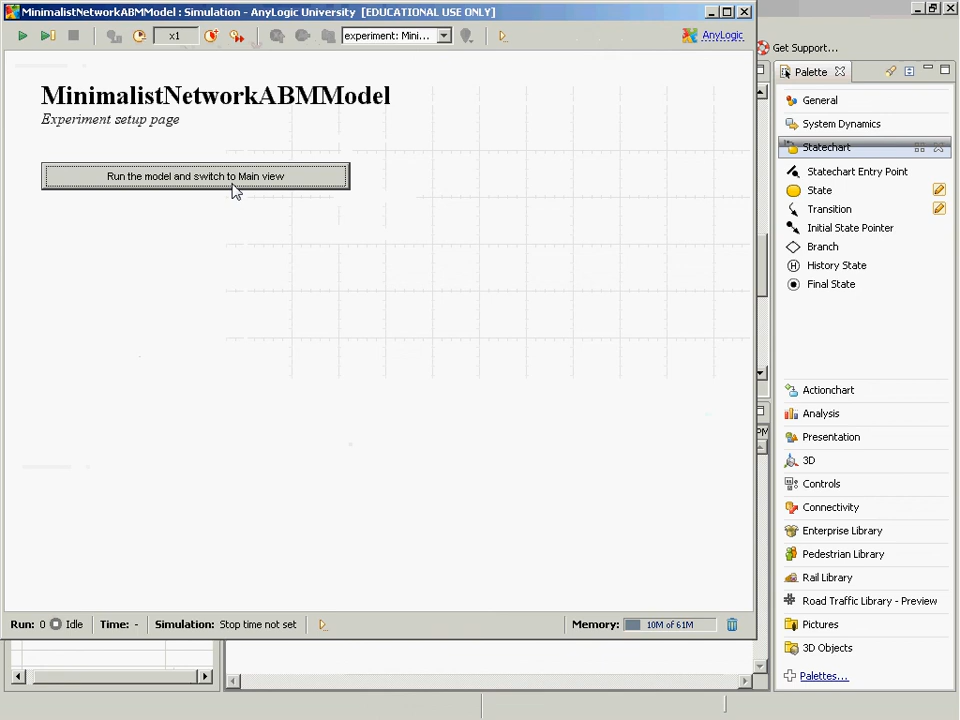 MinimalistNetworkABMModel : Simulation - AnyLogic University [EDUCATIONAL USE ONLY]
x1
experiment: Mini...
AnyLogic
Get Support...
Palette
MinimalistNetworkABMModel
Experiment setup page
Run the model and switch to Main view
General
System Dynamics
Statechart
Statechart Entry Point
State
Transition
Initial State Pointer
Branch
History State
Final State
Actionchart
Analysis
Presentation
3D
Controls
Connectivity
Enterprise Library
Pedestrian Library
Rail Library
Road Traffic Library - Preview
Pictures
3D Objects
Palettes...
Run: 0 Idle Time: - Simulation: Stop time not set Memory: 10M of 61M